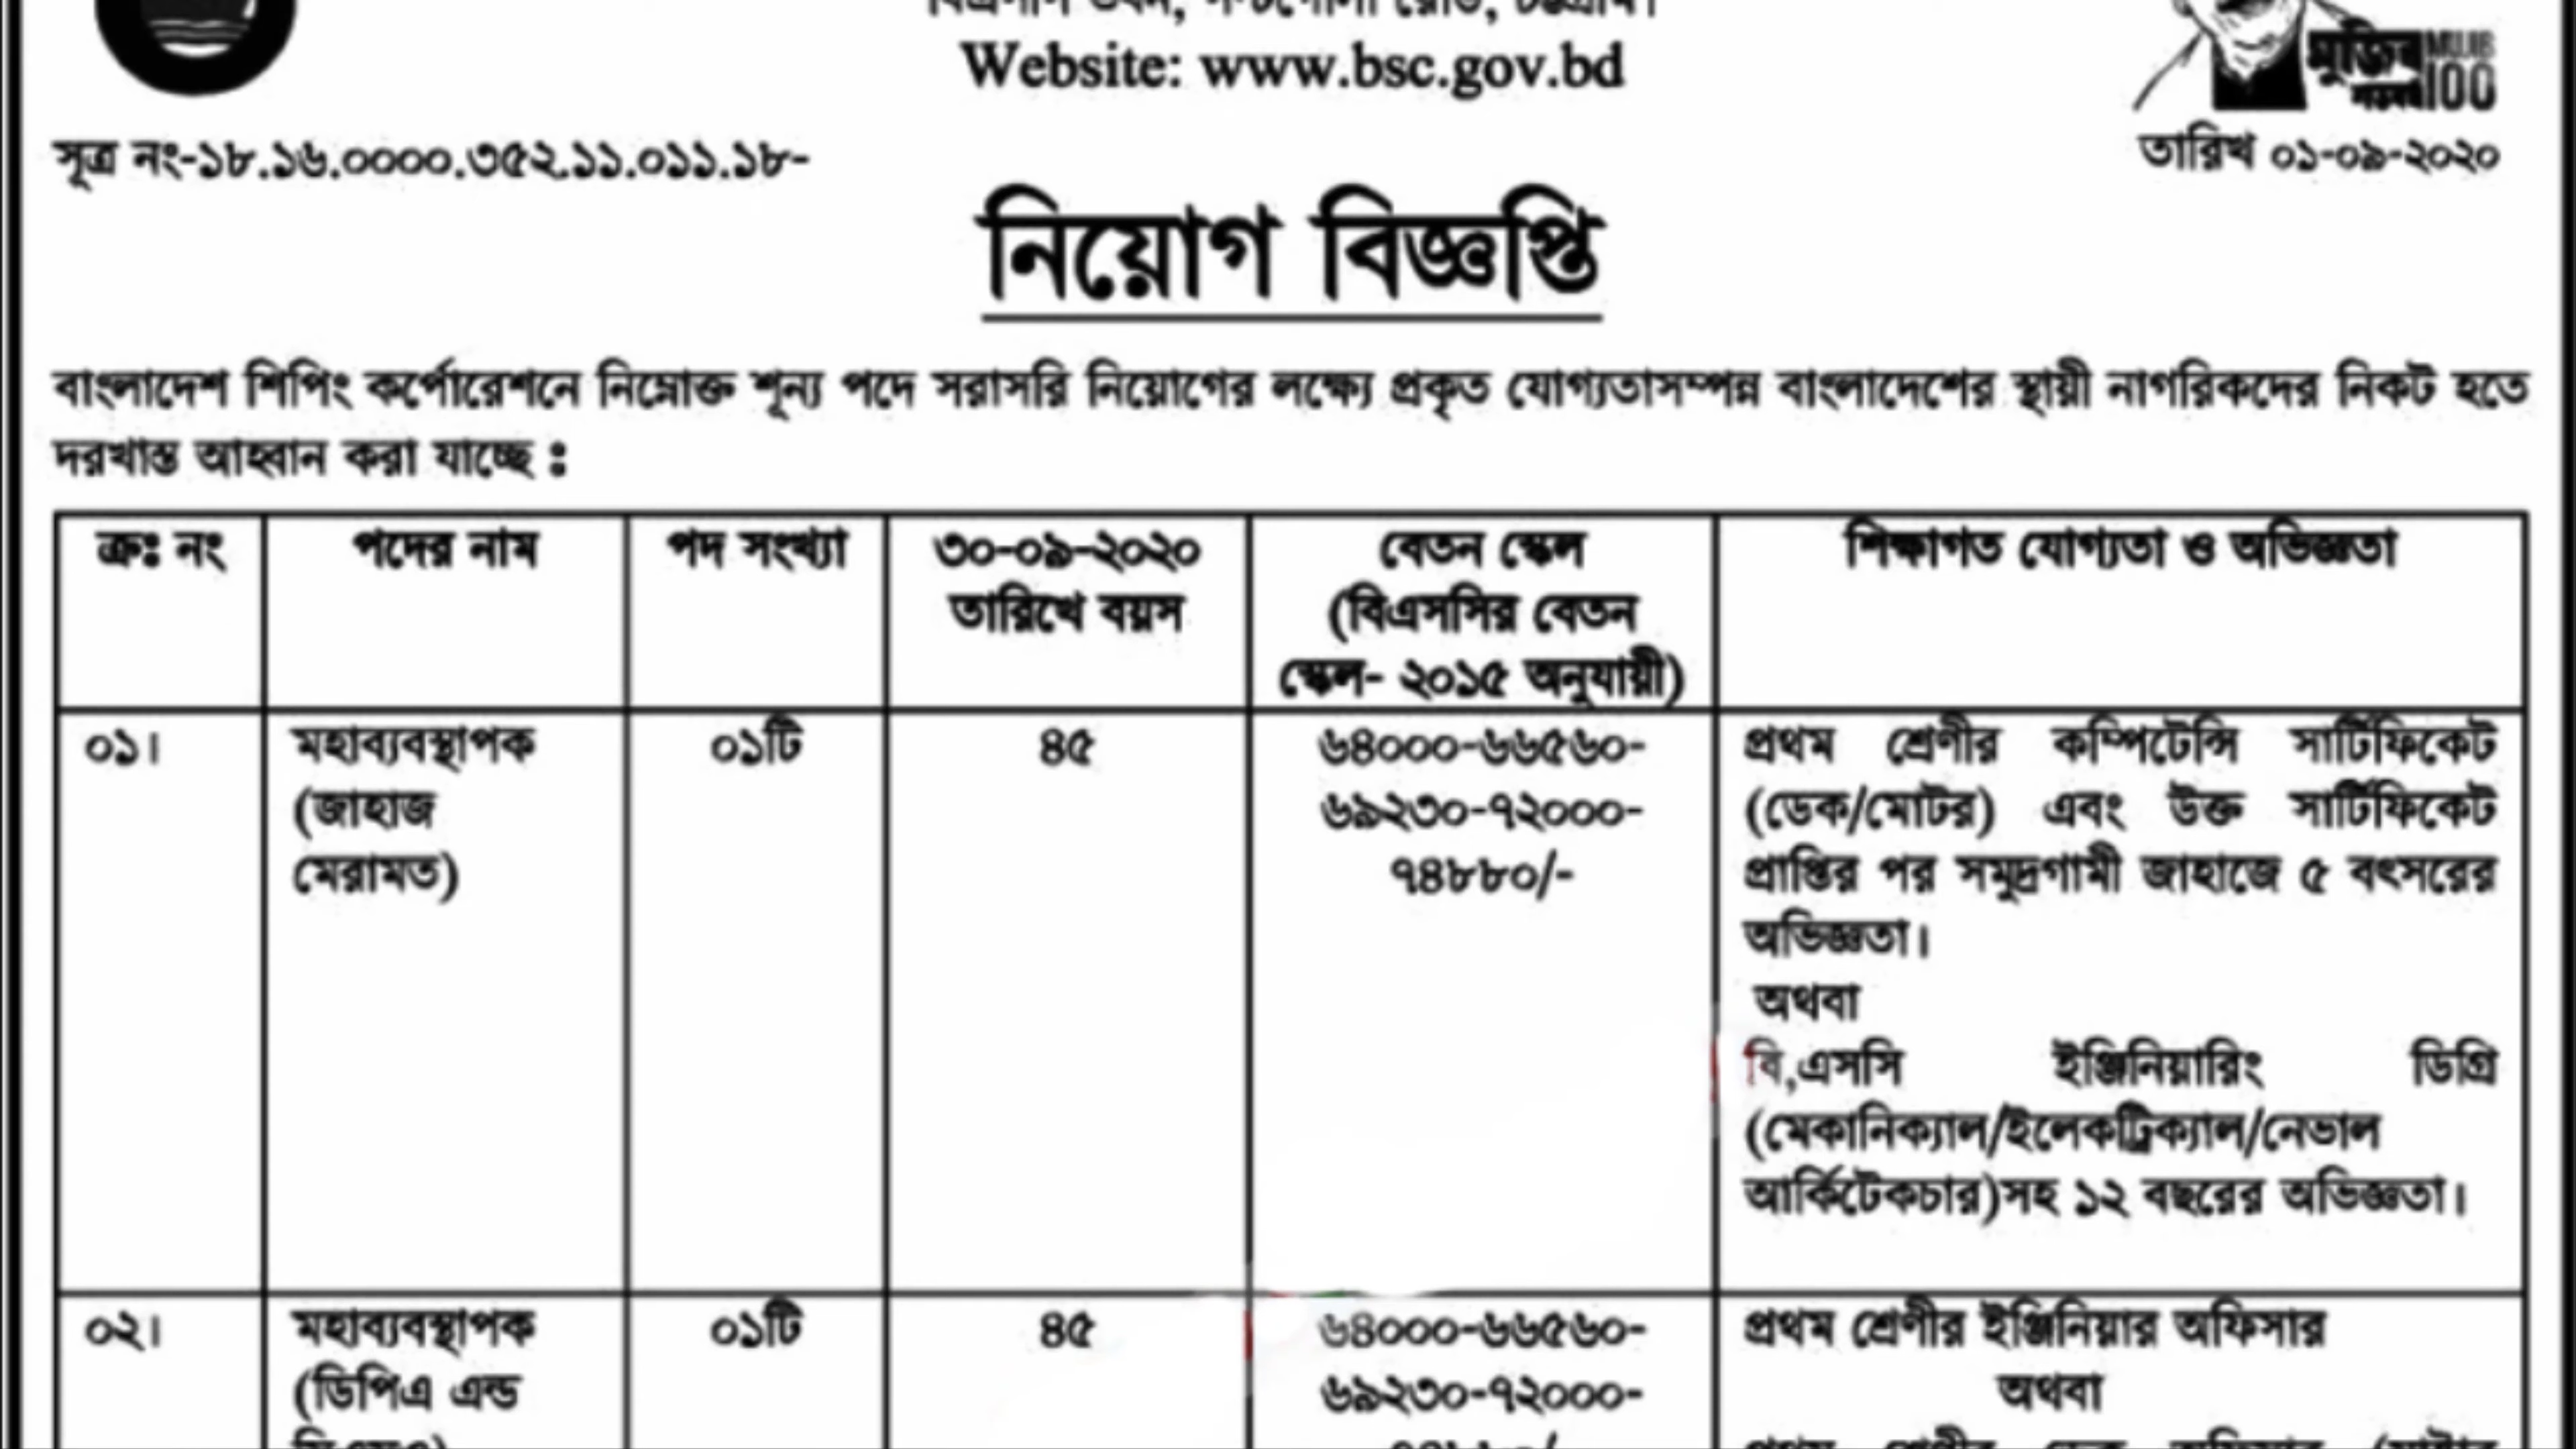 Website: www.bsc.gov.bd
মুজিব MUJIB
100
সূত্র নং-১৮.১৬.০০০০.৩৫২.১১.০১১.১৮-
তারিখ ০১-০৯-২০২০
নিয়োগ বিজ্ঞপ্তি
বাংলাদেশ শিপিং কর্পোরেশনে নিম্নোক্ত শূন্য পদে সরাসরি নিয়োগের লক্ষ্যে প্রকৃত যোগ্যতাসম্পন্ন বাংলাদেশের স্থায়ী নাগরিকদের নিকট হতে
দরখাস্ত আহ্বান করা যাচ্ছে ঃ
ক্রঃ নং
পদের নাম
পদ সংখ্যা
৩০-০৯-২০২০
তারিখে বয়স
বেতন স্কেল
(বিএসসির বেতন
স্কেল- ২০১৫ অনুযায়ী)
শিক্ষাগত যোগ্যতা ও অভিজ্ঞতা
০১।
মহাব্যবস্থাপক
(জাহাজ
মেরামত)
০১টি
৪৫
৬৪০০০-৬৬৫৬০-
৬৯২৩০-৭২০০০-
৭৪৮৮০/-
প্রথম শ্রেণীর কম্পিটেন্সি সার্টিফিকেট
(ডেক/মোটর) এবং উক্ত সার্টিফিকেট
প্রাপ্তির পর সমুদ্রগামী জাহাজে ৫ বৎসরের
অভিজ্ঞতা।
অথবা
বি,এসসি ইঞ্জিনিয়ারিং ডিগ্রি
(মেকানিক্যাল/ইলেকট্রিক্যাল/নেভাল
আর্কিটেকচার)সহ ১২ বছরের অভিজ্ঞতা।
০২।
মহাব্যবস্থাপক
(ডিপিএ এন্ড
০১টি
৪৫
৬৪০০০-৬৬৫৬০-
৬৯২৩০-৭২০০০-
প্রথম শ্রেণীর ইঞ্জিনিয়ার অফিসার
অথবা